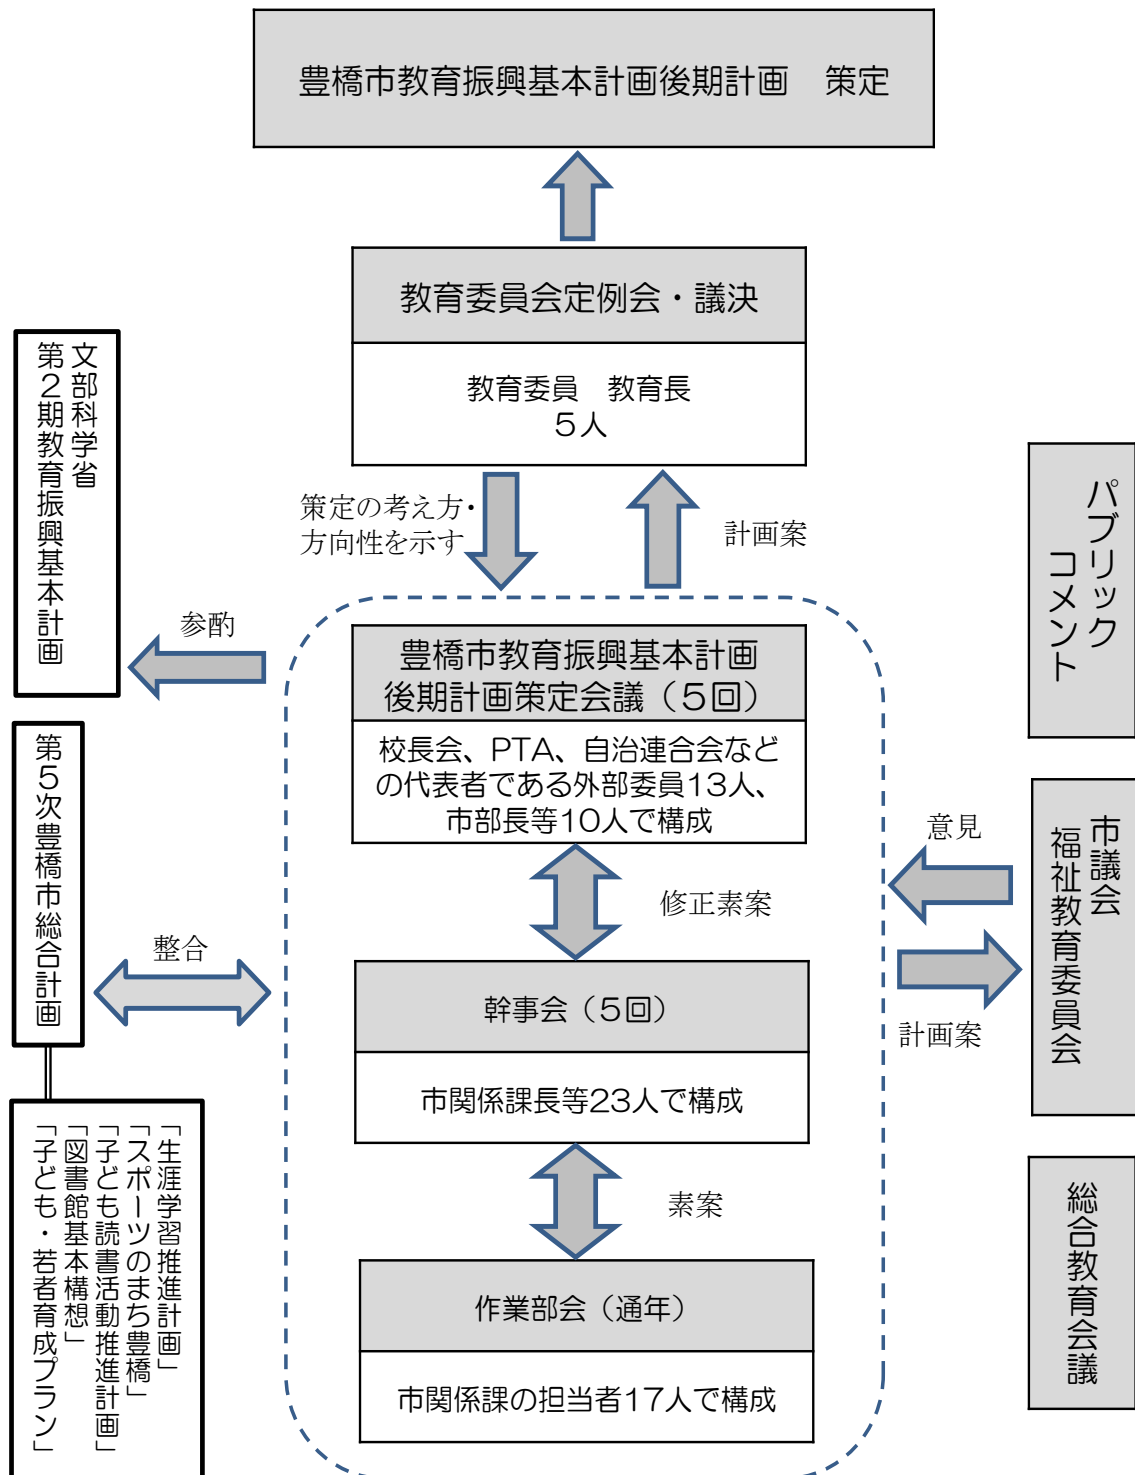 豊橋市教育振興基本計画後期計画　策定
教育委員会定例会・議決
教育委員　教育長
５人
策定の考え方・
方向性を示す
計画案
文部科学省
第２期教育振興基本計画
参酌
豊橋市教育振興基本計画
後期計画策定会議（５回）
校長会、PTA、自治連合会など
の代表者である外部委員13人、
市部長等10人で構成
修正素案
幹事会（５回）
市関係課長等23人で構成
素案
作業部会（通年）
市関係課の担当者17人で構成
第５次豊橋市総合計画
整合
「生涯学習推進計画」
「スポーツのまち豊橋」
「子ども読書活動推進計画」
「図書館基本構想」
「子ども・若者育成プラン」
パブリック
コメント
意見
計画案
市議会
福祉教育委員会
総合教育会議